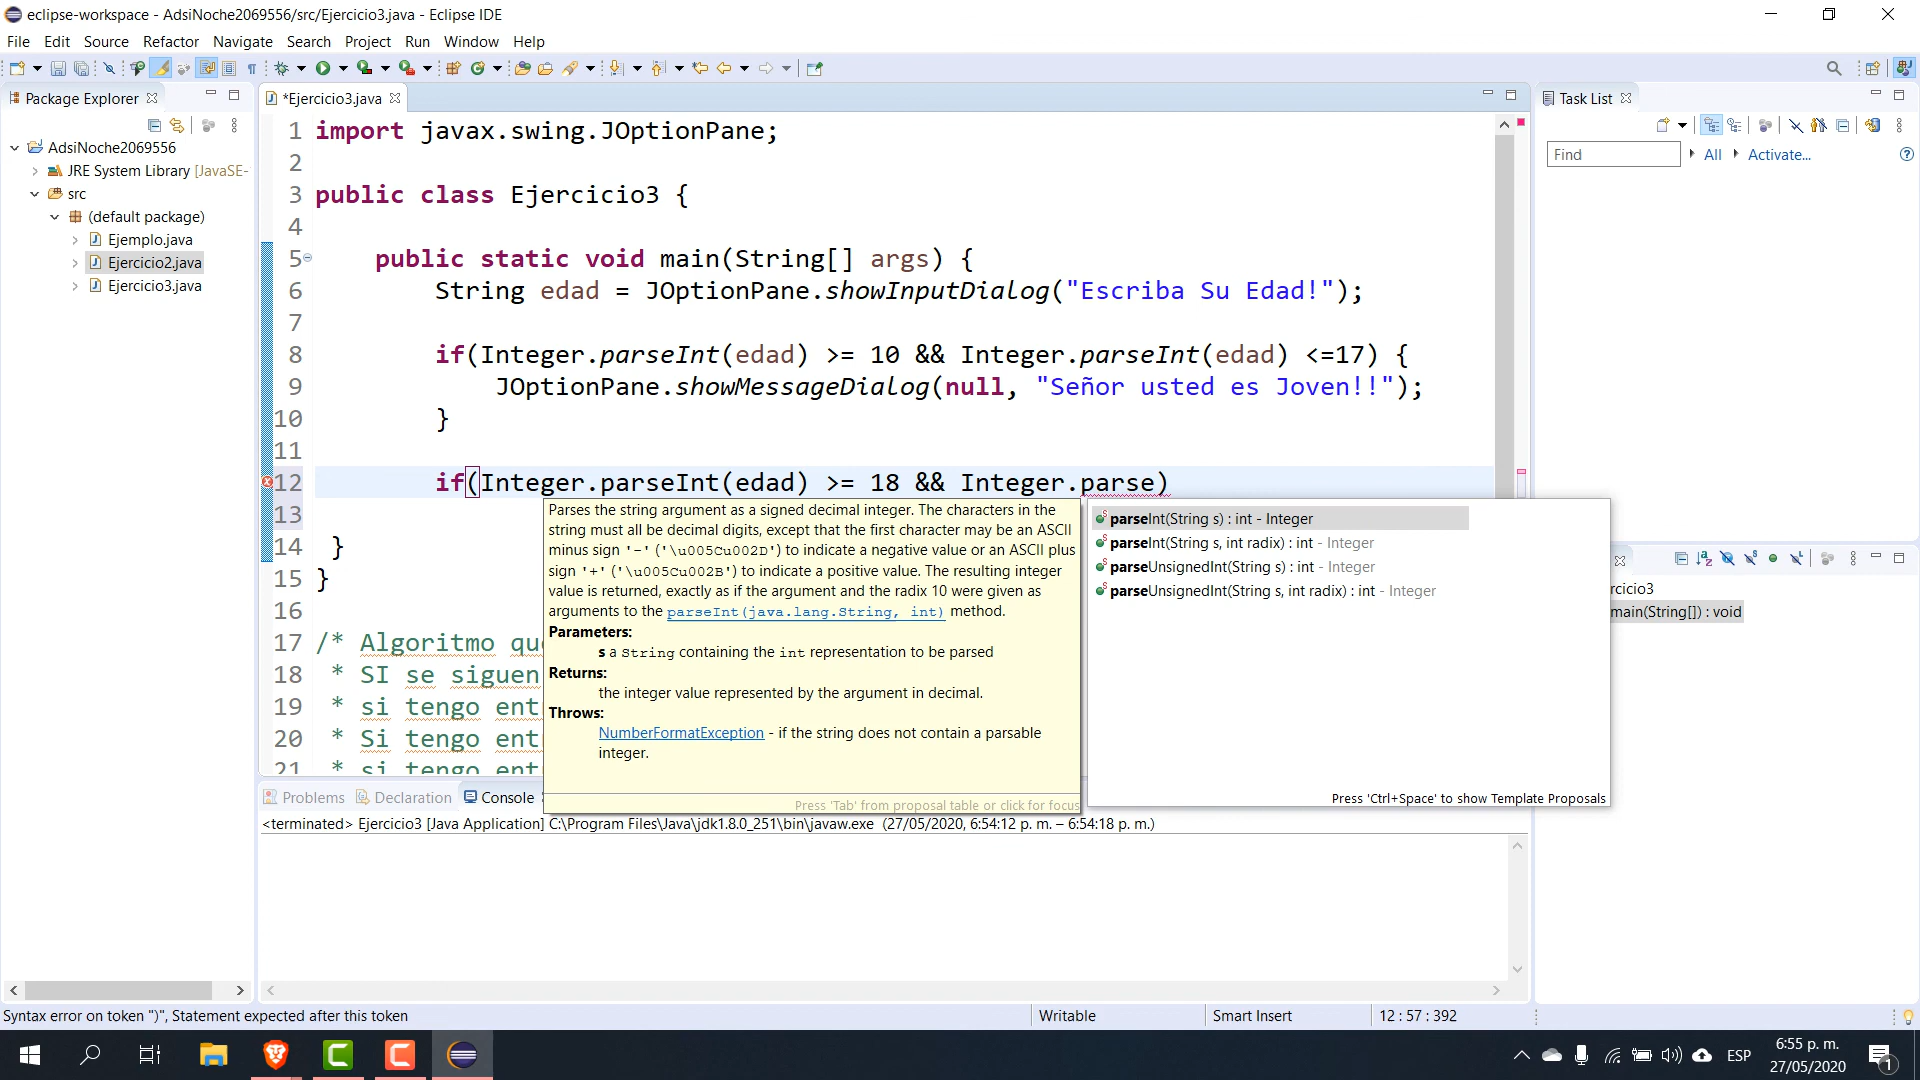 eclipse-workspace - AdsiNoche2069556/src/Ejercicio3.java - Eclipse IDE
File Edit Source Refactor Navigate Search Project Run Window Help
Package Explorer
*Ejercicio3.java
Task List
AdsiNoche2069556
JRE System Library [JavaSE-
src
(default package)
Ejemplo.java
Ejercicio2.java
Ejercicio3.java
Find
All
Activate...
1 import javax.swing.JOptionPane;
2
3 public class Ejercicio3 {
4
5 public static void main(String[] args) {
6 String edad = JOptionPane.showInputDialog("Escriba Su Edad!");
7
8 if(Integer.parseInt(edad) >= 10 && Integer.parseInt(edad) <=17) {
9 JOptionPane.showMessageDialog(null, "Señor usted es Joven!!");
10 }
11
12 if(Integer.parseInt(edad) >= 18 && Integer.parse)
13
14 }
15 }
16
17 /* Algoritmo qu
18 * SI se siguen
19 * si tengo ent
20 * Si tengo ent
21 * si tengo ent
Parses the string argument as a signed decimal integer. The characters in the
string must all be decimal digits, except that the first character may be an ASCII
minus sign '-' ('\u005Cu002D') to indicate a negative value or an ASCII plus
sign '+' ('\u005Cu002B') to indicate a positive value. The resulting integer
value is returned, exactly as if the argument and the radix 10 were given as
arguments to the parseInt(java.lang.String, int) method.
Parameters:
s a String containing the int representation to be parsed
Returns:
the integer value represented by the argument in decimal.
Throws:
NumberFormatException - if the string does not contain a parsable
integer.
Press 'Tab' from proposal table or click for focus
parseInt(String s) : int - Integer
parseInt(String s, int radix) : int - Integer
parseUnsignedInt(String s) : int - Integer
parseUnsignedInt(String s, int radix) : int - Integer
Press 'Ctrl+Space' to show Template Proposals
rcicio3
main(String[]) : void
Problems Declaration Console
<terminated> Ejercicio3 [Java Application] C:\Program Files\Java\jdk1.8.0_251\bin\javaw.exe (27/05/2020, 6:54:12 p. m. – 6:54:18 p. m.)
Syntax error on token ")", Statement expected after this token
Writable
Smart Insert
12 : 57 : 392
ESP
6:55 p. m.
27/05/2020
1